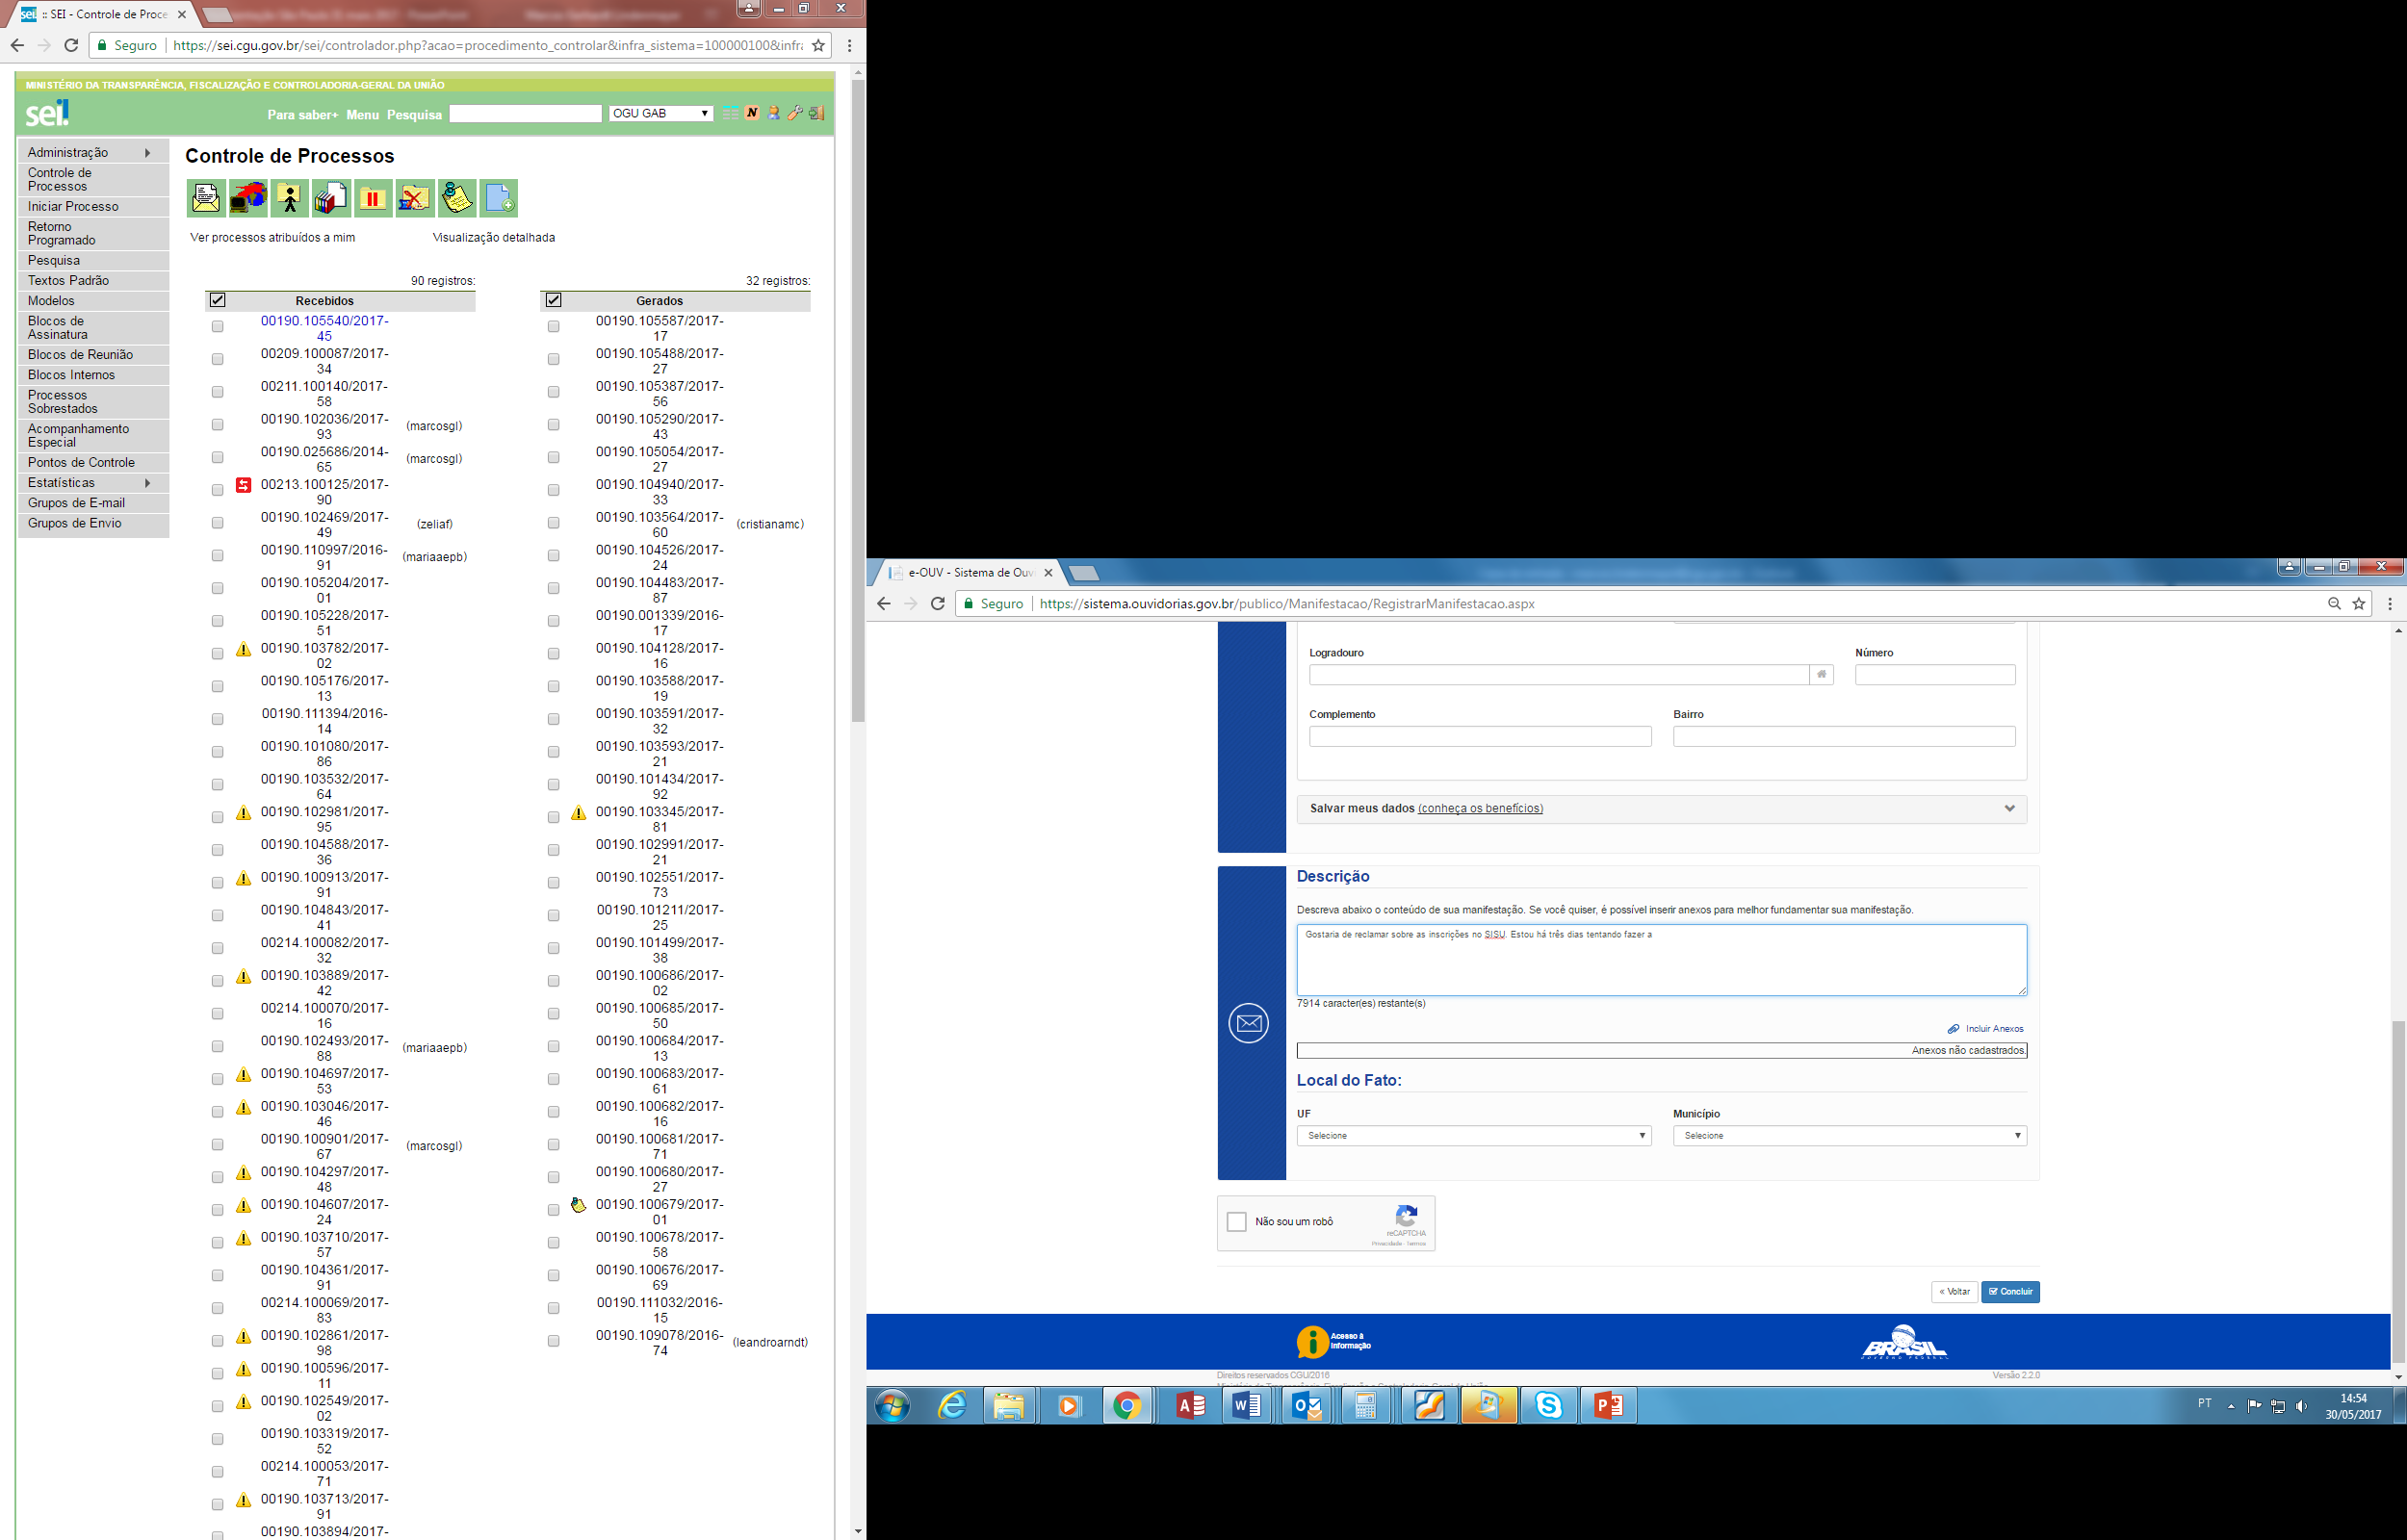 :: SEI - Controle de Proce
Seguro
https://sei.cgu.gov.br/sei/controlador.php?acao=procedimento_controlar&infra_sistema=100000100&infra
MINISTÉRIO DA TRANSPARÊNCIA, FISCALIZAÇÃO E CONTROLADORIA-GERAL DA UNIÃO
sei!
Para saber+ Menu Pesquisa
OGU GAB
N
Administração
Controle de
Processos
Iniciar Processo
Retorno
Programado
Pesquisa
Textos Padrão
Modelos
Blocos de
Assinatura
Blocos de Reunião
Blocos Internos
Processos
Sobrestados
Acompanhamento
Especial
Pontos de Controle
Estatísticas
Grupos de E-mail
Grupos de Envio
Controle de Processos
Ver processos atribuídos a mim
Visualização detalhada
90 registros:
Recebidos
00190.105540/2017-
45
00209.100087/2017-
34
00211.100140/2017-
58
00190.102036/2017-
93
(marcosgl)
00190.025686/2014-
65
(marcosgl)
00213.100125/2017-
90
00190.102469/2017-
49
(zeliaf)
00190.110997/2016-
91
(mariaaepb)
00190.105204/2017-
01
00190.105228/2017-
51
00190.103782/2017-
02
00190.105176/2017-
13
00190.111394/2016-
14
00190.101080/2017-
86
00190.103532/2017-
64
00190.102981/2017-
95
00190.104588/2017-
36
00190.100913/2017-
91
00190.104843/2017-
41
00214.100082/2017-
32
00190.103889/2017-
42
00214.100070/2017-
16
00190.102493/2017-
88
(mariaaepb)
00190.104697/2017-
53
00190.103046/2017-
46
00190.100901/2017-
67
(marcosgl)
00190.104297/2017-
48
00190.104607/2017-
24
00190.103710/2017-
57
00190.104361/2017-
91
00214.100069/2017-
83
00190.102861/2017-
98
00190.100596/2017-
11
00190.102549/2017-
02
00190.103319/2017-
52
00214.100053/2017-
71
00190.103713/2017-
91
00190.103894/2017-
32 registros:
Gerados
00190.105587/2017-
17
00190.105488/2017-
27
00190.105387/2017-
56
00190.105290/2017-
43
00190.105054/2017-
27
00190.104940/2017-
33
00190.103564/2017-
60
(cristianamc)
00190.104526/2017-
24
00190.104483/2017-
87
00190.001339/2016-
17
00190.104128/2017-
16
00190.103588/2017-
19
00190.103591/2017-
32
00190.103593/2017-
21
00190.101434/2017-
92
00190.103345/2017-
81
00190.102991/2017-
21
00190.102551/2017-
73
00190.101211/2017-
25
00190.101499/2017-
38
00190.100686/2017-
02
00190.100685/2017-
50
00190.100684/2017-
13
00190.100683/2017-
61
00190.100682/2017-
16
00190.100681/2017-
71
00190.100680/2017-
27
00190.100679/2017-
01
00190.100678/2017-
58
00190.100676/2017-
69
00190.111032/2016-
15
00190.109078/2016-
74
(leandroarndt)
e-OUV - Sistema de Ouvi
Seguro
https://sistema.ouvidorias.gov.br/publico/Manifestacao/RegistrarManifestacao.aspx
Logradouro
Número
Complemento
Bairro
Salvar meus dados (conheça os benefícios)
Descrição
Descreva abaixo o conteúdo de sua manifestação. Se você quiser, é possível inserir anexos para melhor fundamentar sua manifestação.
Gostaria de reclamar sobre as inscrições no SISU. Estou há três dias tentando fazer a
7914 caracter(es) restante(s)
Incluir Anexos
Anexos não cadastrados.
Local do Fato:
UF
Município
Selecione
Selecione
Não sou um robô
reCAPTCHA
Privacidade - Termos
« Voltar
Concluir
Acesso à
Informação
BRASIL
GOVERNO FEDERAL
Direitos reservados CGU/2016
Versão 2.2.0
PT
14:54
30/05/2017